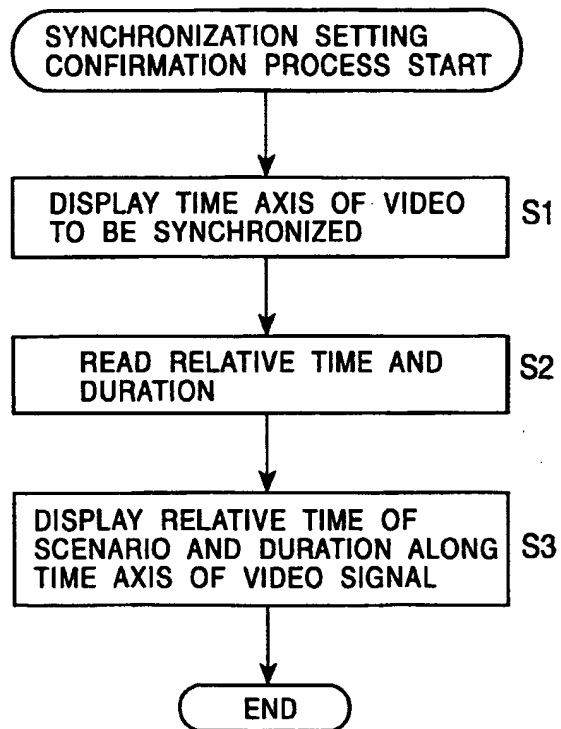 SYNCHRONIZATION SETTING
CONFIRMATION PROCESS START
DISPLAY TIME AXIS OF VIDEO
TO BE SYNCHRONIZED
S1
READ RELATIVE TIME AND
DURATION
S2
DISPLAY RELATIVE TIME OF
SCENARIO AND DURATION ALONG
TIME AXIS OF VIDEO SIGNAL
S3
END